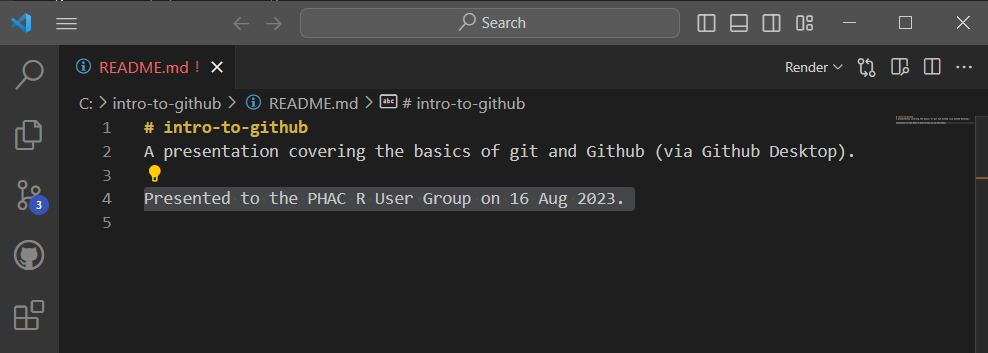 Search
README.md !
Render
C: intro-to-github README.md abc # intro-to-github
1 # intro-to-github
2 A presentation covering the basics of git and Github (via Github Desktop).
3
4 Presented to the PHAC R User Group on 16 Aug 2023.
5
3